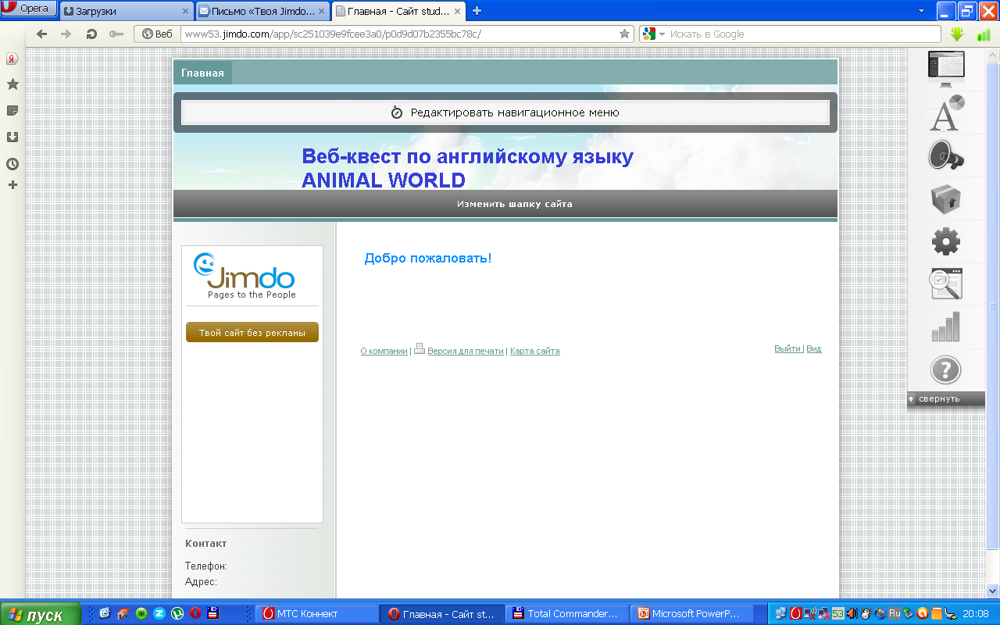 Opera
Загрузки
Письмо «Твоя Jimdo...
Главная - Сайт stud...
Веб
www53.jimdo.com/app/sc251039e9fcee3a0/p0d9c07b2355bc78c/
Искать в Google
Главная
Редактировать навигационное меню
Веб-квест по английскому языку
ANIMAL WORLD
Изменить шапку сайта
Jimdo
Pages to the People
Твой сайт без рекламы
Добро пожаловать!
О компании | Версия для печати | Карта сайта
Выйти | Вид
свернуть
Контакт
Телефон:
Адрес:
пуск
МТС Коннект
Главная - Сайт st...
Total Commander...
Microsoft PowerP...
53
Ru
20:08